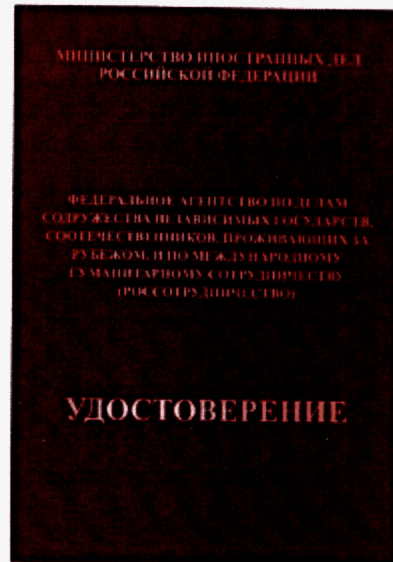 МИНИСТЕРСТВО ИНОСТРАННЫХ ДЕЛ
РОССИЙСКОЙ ФЕДЕРАЦИИ
ФЕДЕРАЛЬНОЕ АГЕНТСТВО ПО ДЕЛАМ
СОДРУЖЕСТВА НЕЗАВИСИМЫХ ГОСУДАРСТВ,
СООТЕЧЕСТВЕННИКОВ, ПРОЖИВАЮЩИХ ЗА
РУБЕЖОМ, И ПО МЕЖДУНАРОДНОМУ
ГУМАНИТАРНОМУ СОТРУДНИЧЕСТВУ
(РОССОТРУДНИЧЕСТВО)
УДОСТОВЕРЕНИЕ